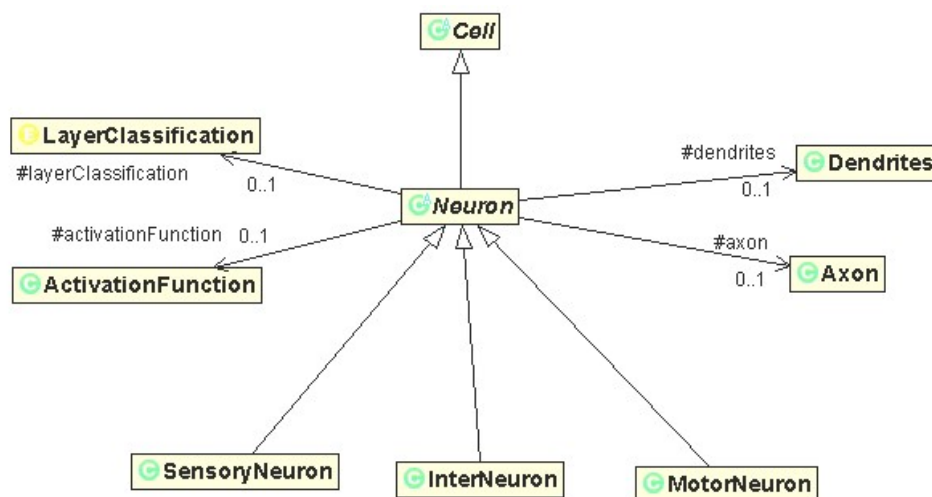 Cell
LayerClassification
#layerClassification
0..1
#dendrites
0..1
Dendrites
Neuron
#activationFunction
0..1
ActivationFunction
#axon
0..1
Axon
SensoryNeuron
InterNeuron
MotorNeuron